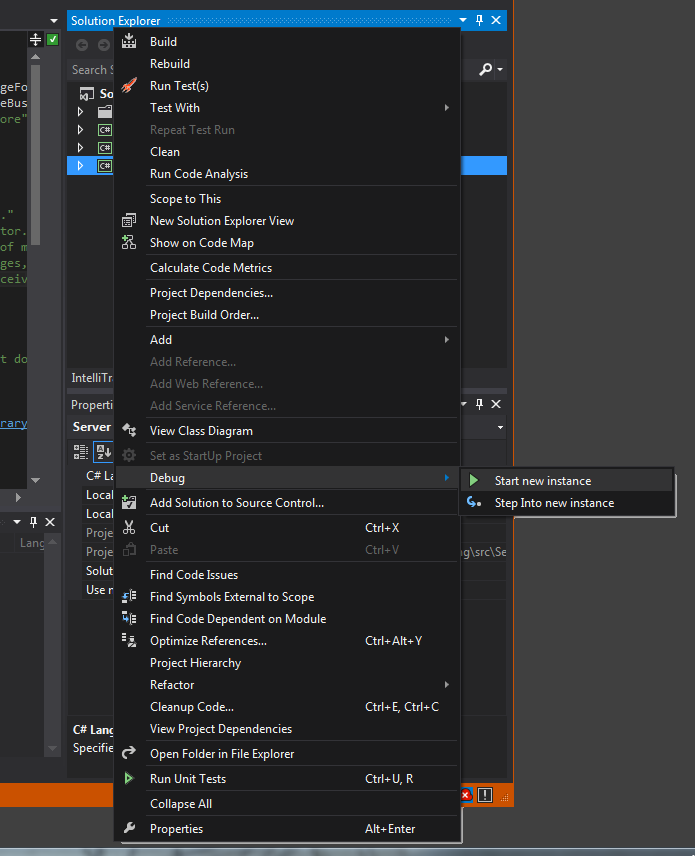 Solution Explorer
Search
So
C#
C#
C#
IntelliTra
Properti
Server
C# La
Local
Local
Proje
Proje
Solut
Use n
C# Lang
Specifie
Build
Rebuild
Run Test(s)
Test With
Repeat Test Run
Clean
Run Code Analysis
Scope to This
New Solution Explorer View
Show on Code Map
Calculate Code Metrics
Project Dependencies...
Project Build Order...
Add
Add Reference...
Add Web Reference...
Add Service Reference...
View Class Diagram
Set as StartUp Project
Debug
Start new instance
Step Into new instance
Add Solution to Source Control...
Cut Ctrl+X
Paste Ctrl+V
Find Code Issues
Find Symbols External to Scope
Find Code Dependent on Module
Optimize References... Ctrl+Alt+Y
Project Hierarchy
Refactor
Cleanup Code... Ctrl+E, Ctrl+C
View Project Dependencies
Open Folder in File Explorer
Run Unit Tests Ctrl+U, R
Collapse All
Properties Alt+Enter
geFo
eBus
ore"
."
tor.
of m
ges,
ceiv
t do
rary
Lang
ng\src\Se